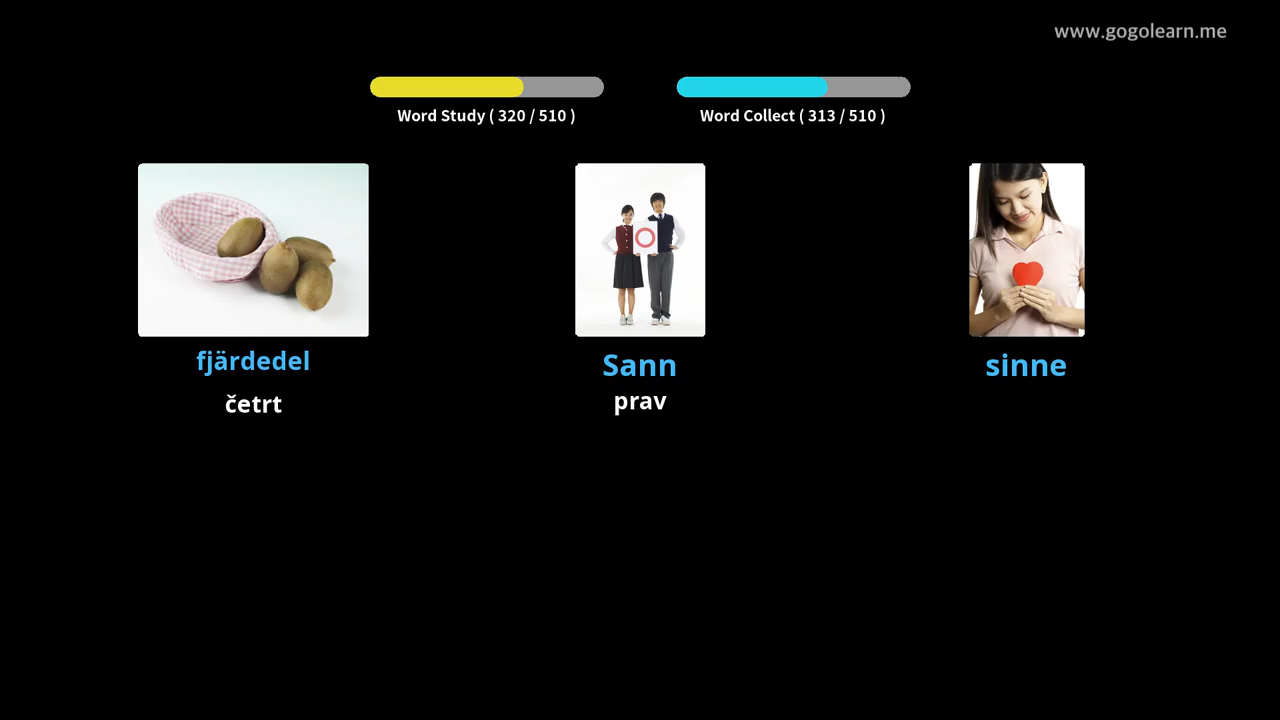 www.gogolearn.me
Word Study ( 320 / 510 )
Word Collect ( 313 / 510 )
fjärdedel
četrt
Sann
prav
sinne